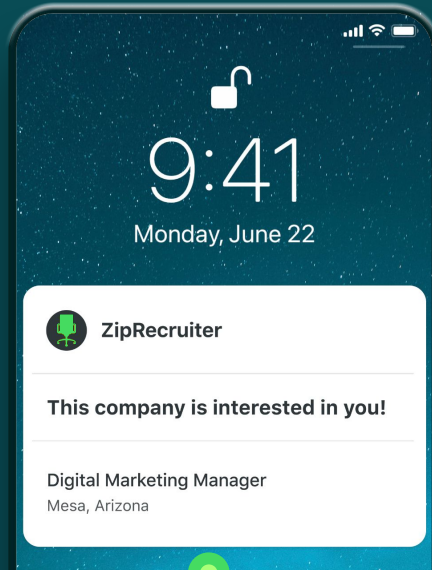 9:41
Monday, June 22
ZipRecruiter
This company is interested in you!
Digital Marketing Manager
Mesa, Arizona